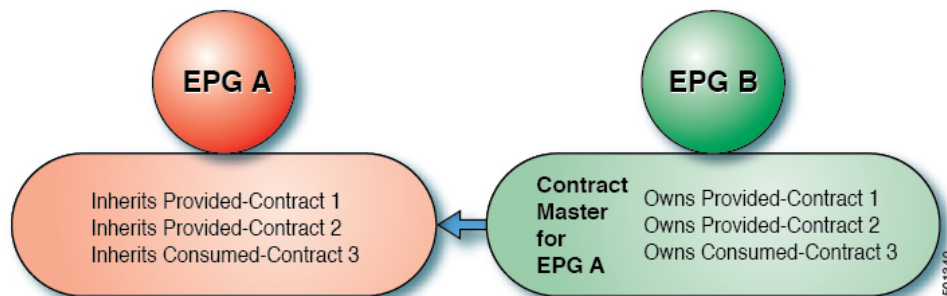 EPG A
EPG B
Inherits Provided-Contract 1
Inherits Provided-Contract 2
Inherits Consumed-Contract 3
Contract
Master
for
EPG A
Owns Provided-Contract 1
Owns Provided-Contract 2
Owns Consumed-Contract 3